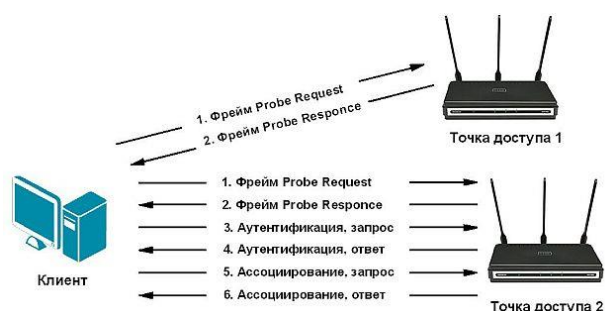 1. Фрейм Probe Request
2. Фрейм Probe Responce
Точка доступа 1
1. Фрейм Probe Request
2. Фрейм Probe Responce
3. Аутентификация, запрос
4. Аутентификация, ответ
5. Ассоциирование, запрос
6. Ассоциирование, ответ
Клиент
Точка доступа 2